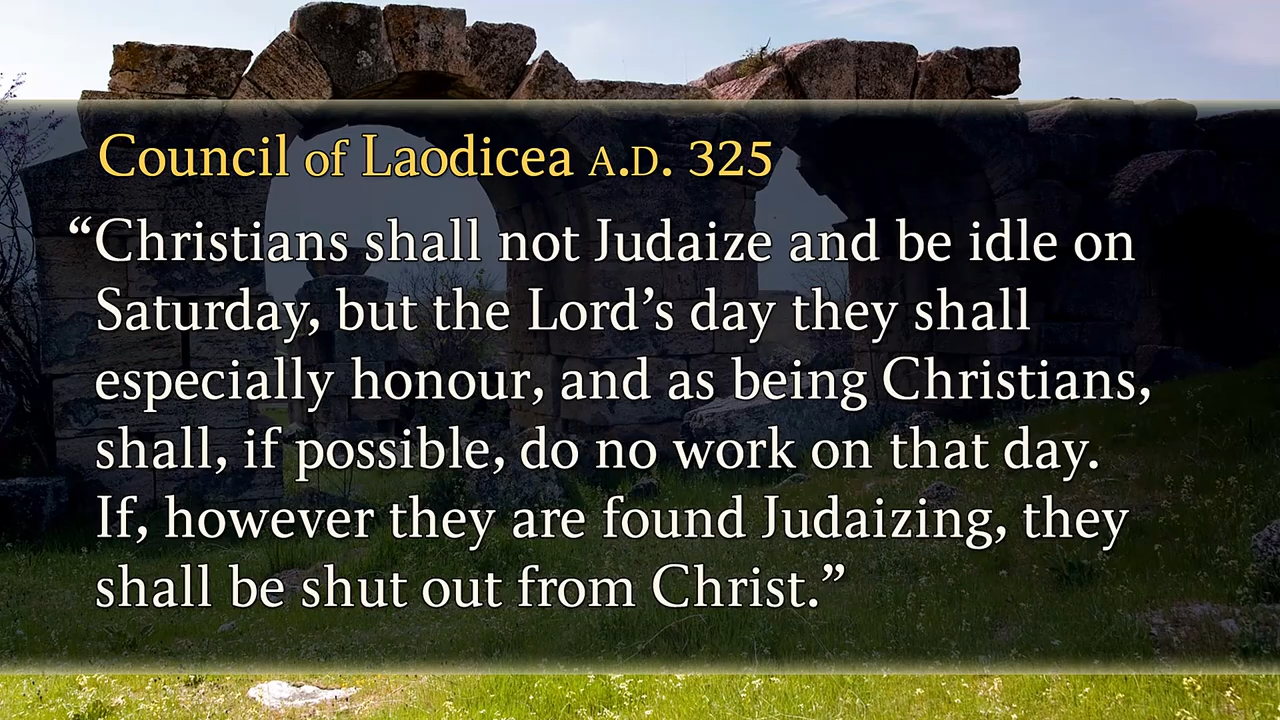 Council of Laodicea A.D. 325
“Christians shall not Judaize and be idle on
Saturday, but the Lord’s day they shall
especially honour, and as being Christians,
shall, if possible, do no work on that day.
If, however they are found Judaizing, they
shall be shut out from Christ.”